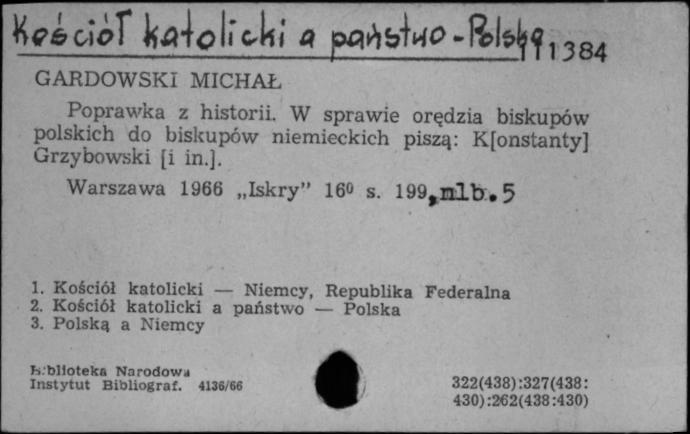 Kościół katolicki a państwo - Polska
111384
GARDOWSKI MICHAŁ
Poprawka z historii. W sprawie orędzia biskupów
polskich do biskupów niemieckich piszą: K[onstanty]
Grzybowski [i in.].
Warszawa 1966 „Iskry” 16⁰ s. 199, nlb. 5
1. Kościół katolicki — Niemcy, Republika Federalna
2. Kościół katolicki a państwo — Polska
3. Polską a Niemcy
Biblioteka Narodowa
Instytut Bibliograf. 4136/66
322(438):327(438:
430):262(438:430)